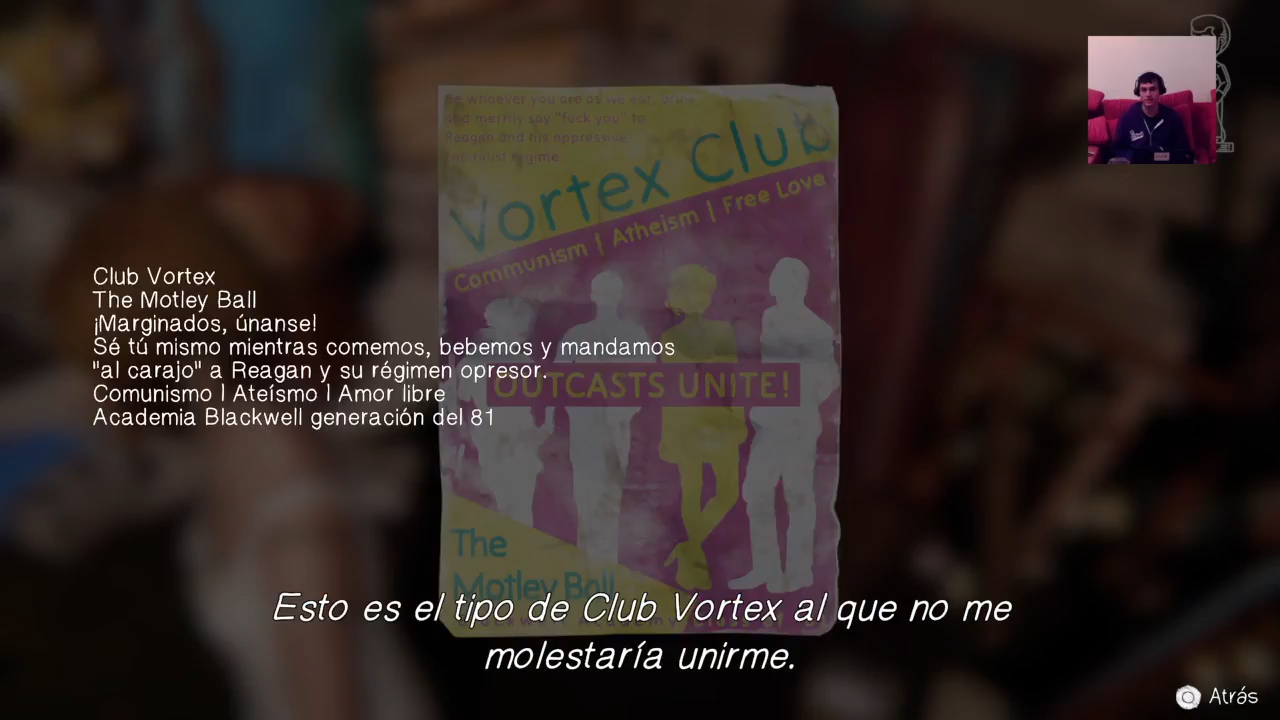 Be whoever you are as we eat, drink
and merrily say "fuck you" to
Reagan and his oppressive
regime.
Vortex Club
Communism | Atheism | Free Love
OUTCASTS UNITE!
The
Motley Ball
Club Vortex
The Motley Ball
¡Marginados, únanse!
Sé tú mismo mientras comemos, bebemos y mandamos
"al carajo" a Reagan y su régimen opresor.
Comunismo | Ateísmo | Amor libre
Academia Blackwell generación del 81
Esto es el tipo de Club Vortex al que no me
molestaría unirme.
Atrás